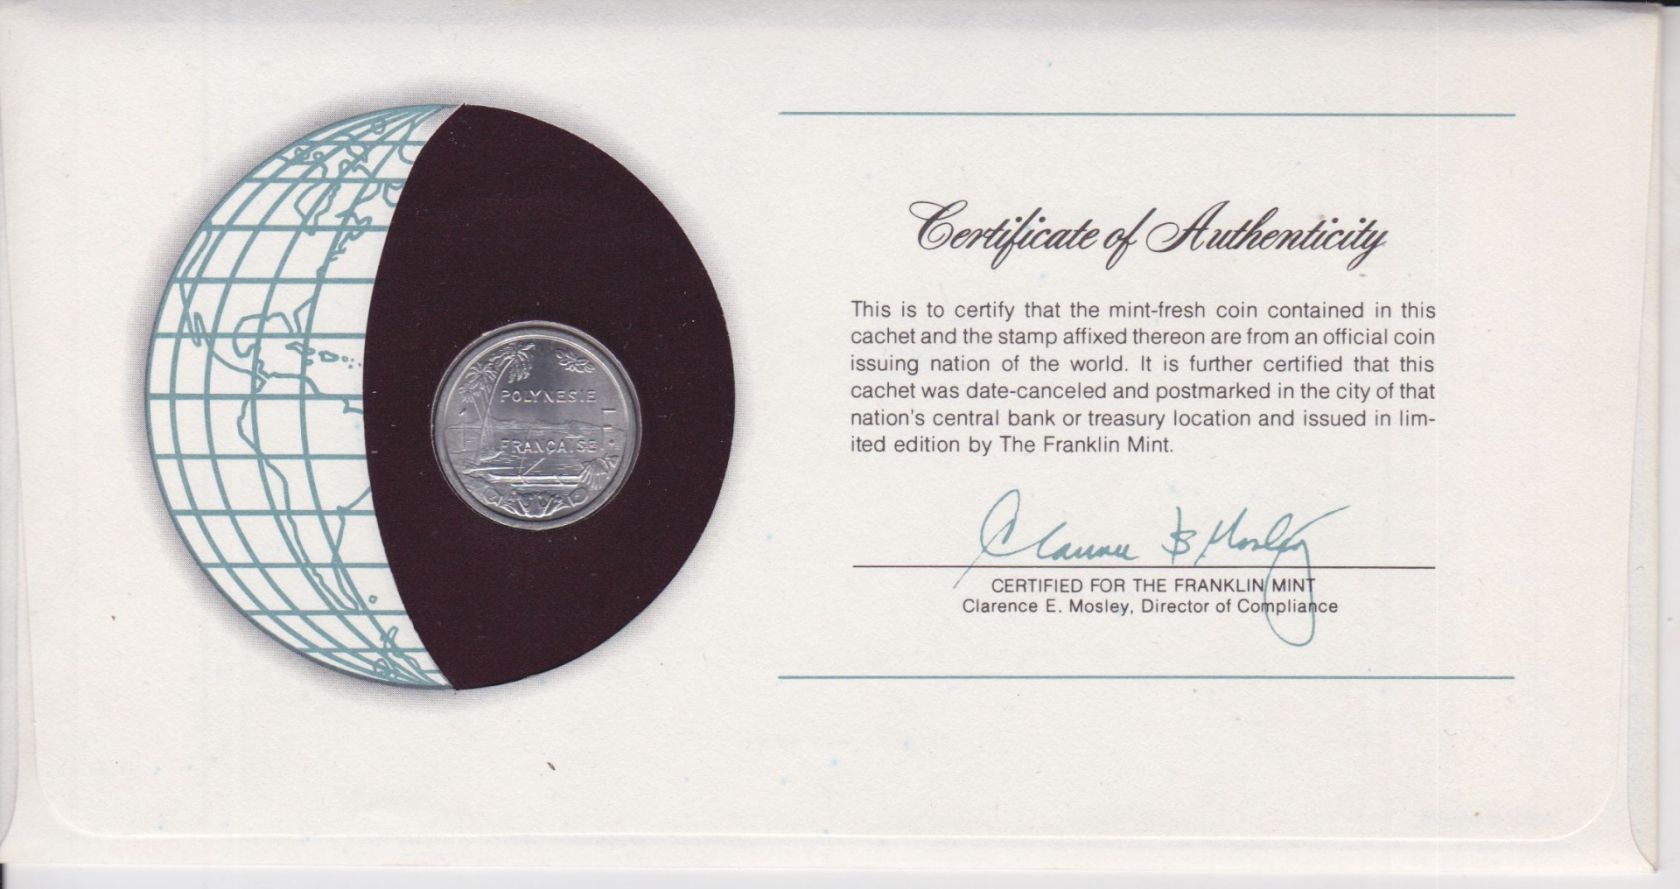 POLYNESIE
FRANÇAISE
Certificate of Authenticity
This is to certify that the mint-fresh coin contained in this
cachet and the stamp affixed thereon are from an official coin
issuing nation of the world. It is further certified that this
cachet was date-canceled and postmarked in the city of that
nation's central bank or treasury location and issued in lim-
ited edition by The Franklin Mint.
CERTIFIED FOR THE FRANKLIN MINT
Clarence E. Mosley, Director of Compliance